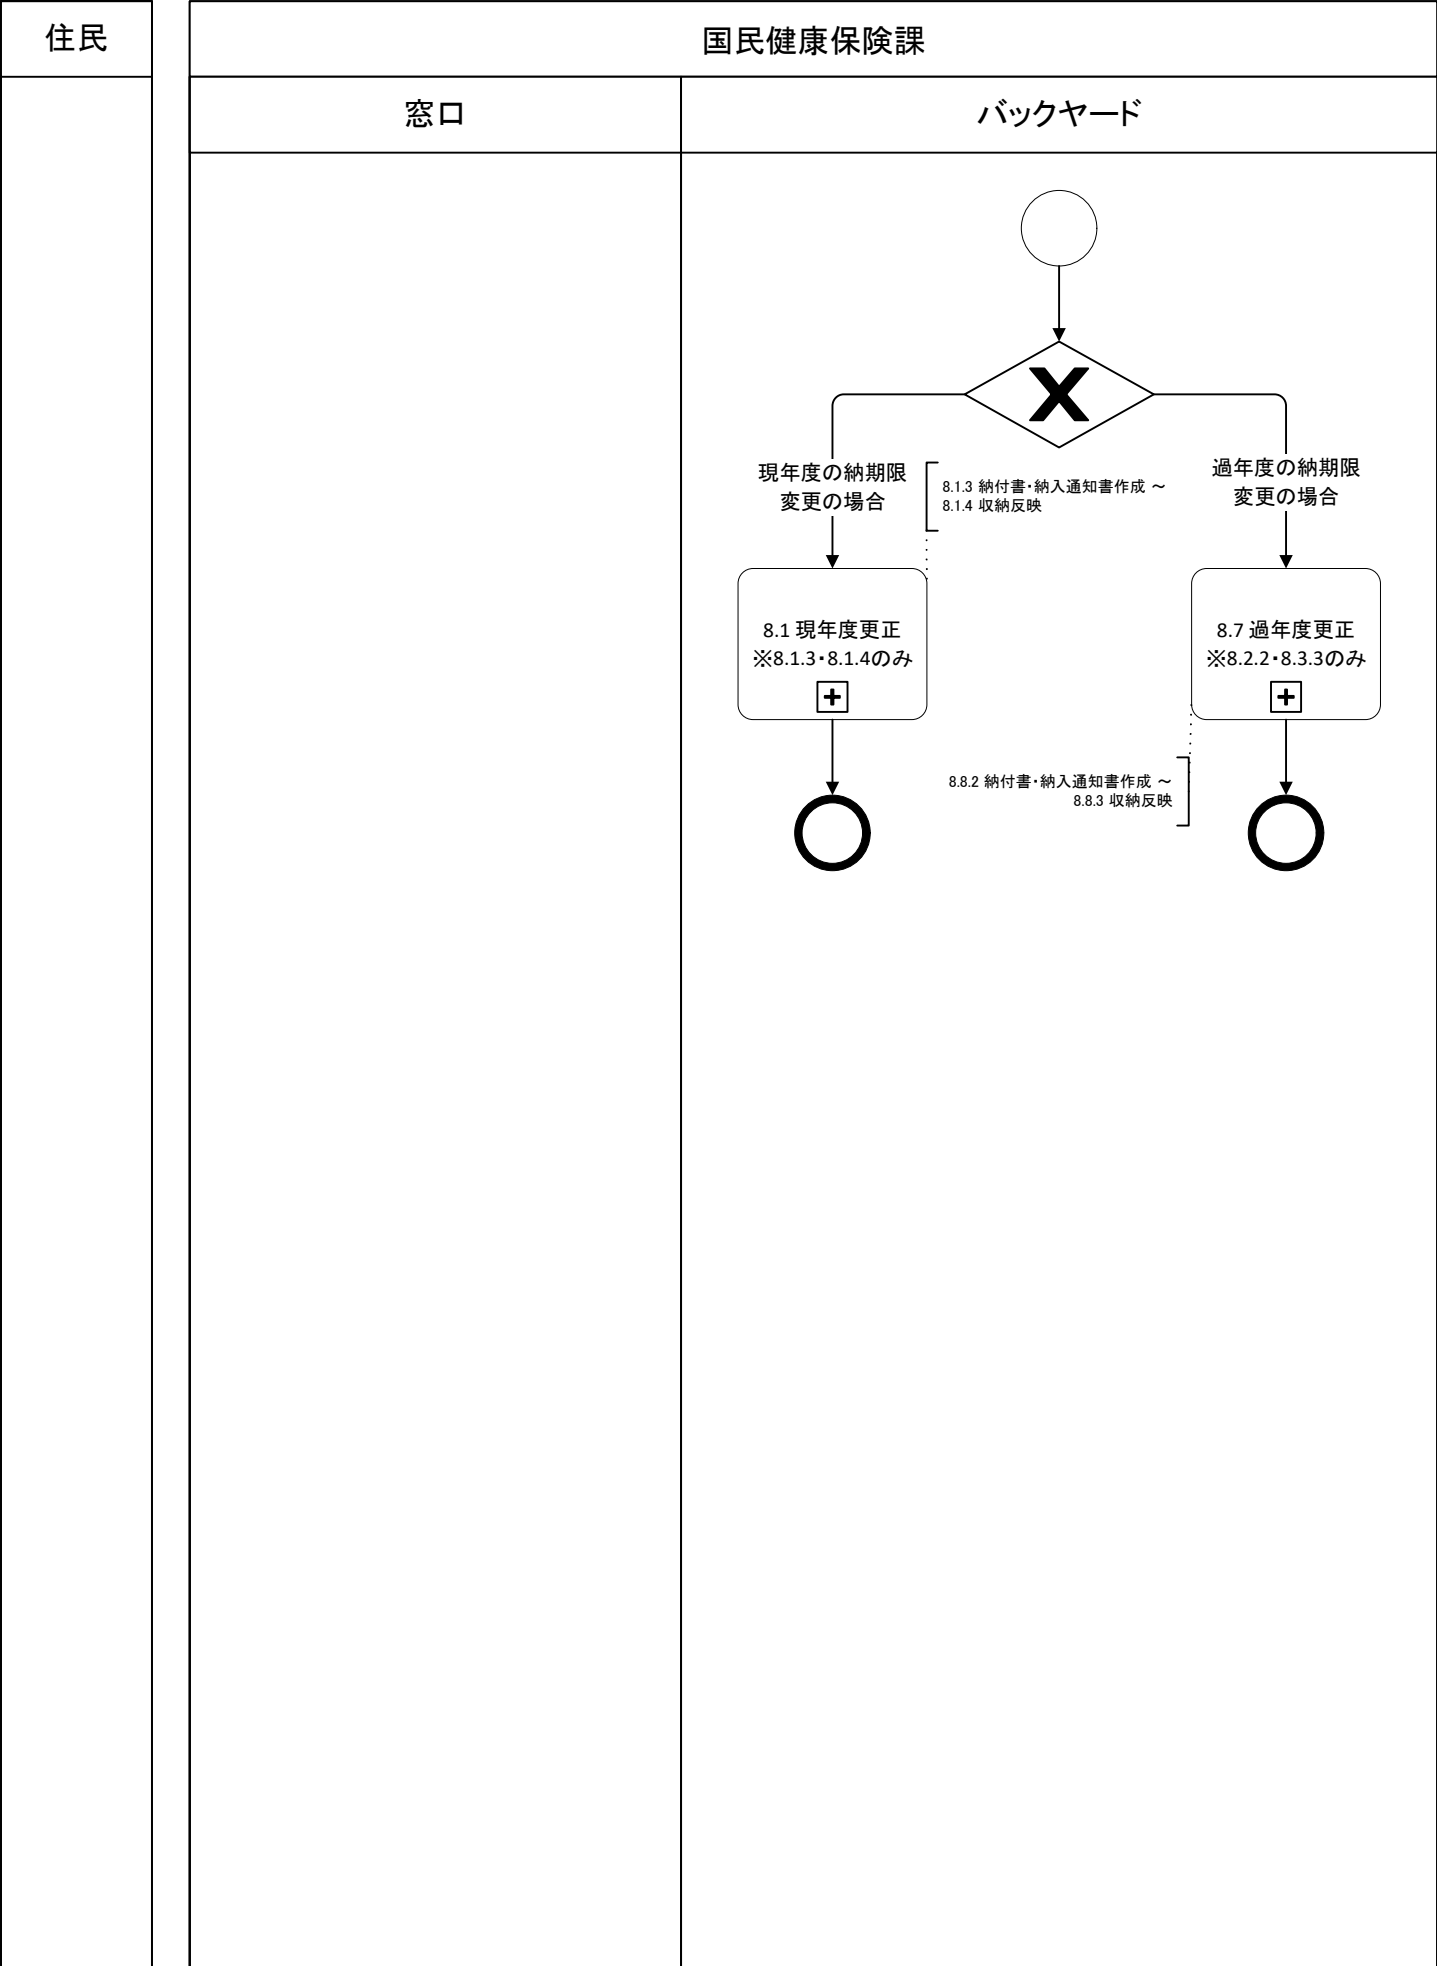 住民
国民健康保険課
窓口
バックヤード
現年度の納期限
変更の場合
8.1.3 納付書・納入通知書作成 ～
8.1.4 収納反映
過年度の納期限
変更の場合
8.1 現年度更正
※8.1.3・8.1.4のみ
8.7 過年度更正
※8.2.2・8.3.3のみ
8.8.2 納付書・納入通知書作成 ～
8.8.3 収納反映